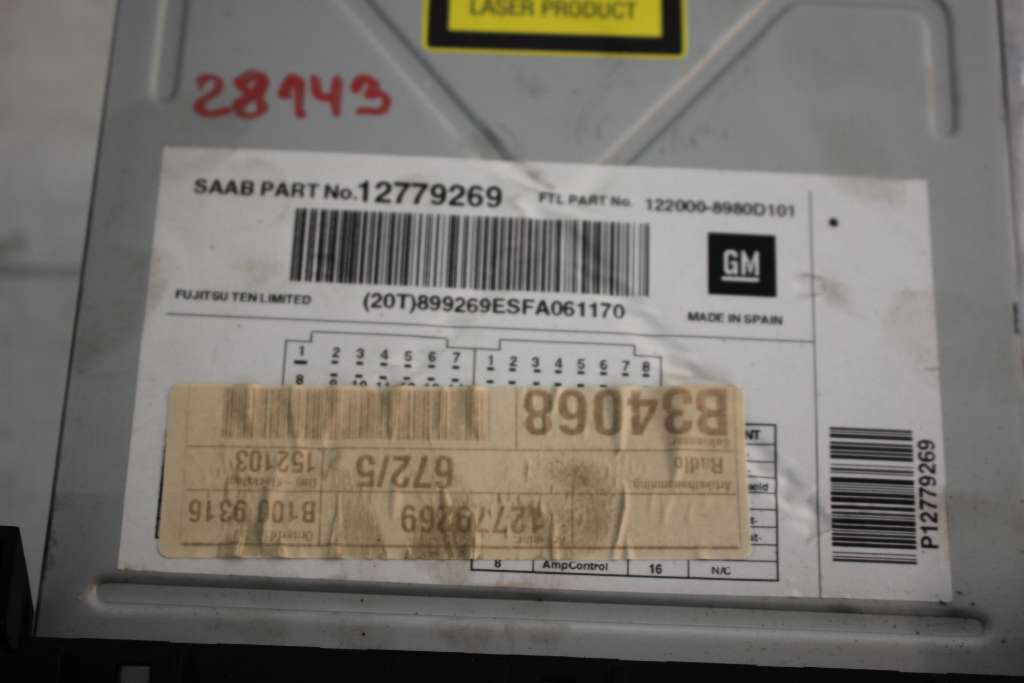 LASER PRODUCT
28143
SAAB PART No. 12779269 FTL PART No. 122000-8980D101
GM
FUJITSU TEN LIMITED (20T)899269ESFA061170 MADE IN SPAIN
1 2 3 4 5 6 7 1 2 3 4 5 6 7 8
8
B34068
Radio 672/5 152103
12779269 B100 9316
8 AmpControl 16 N/C
P12779269